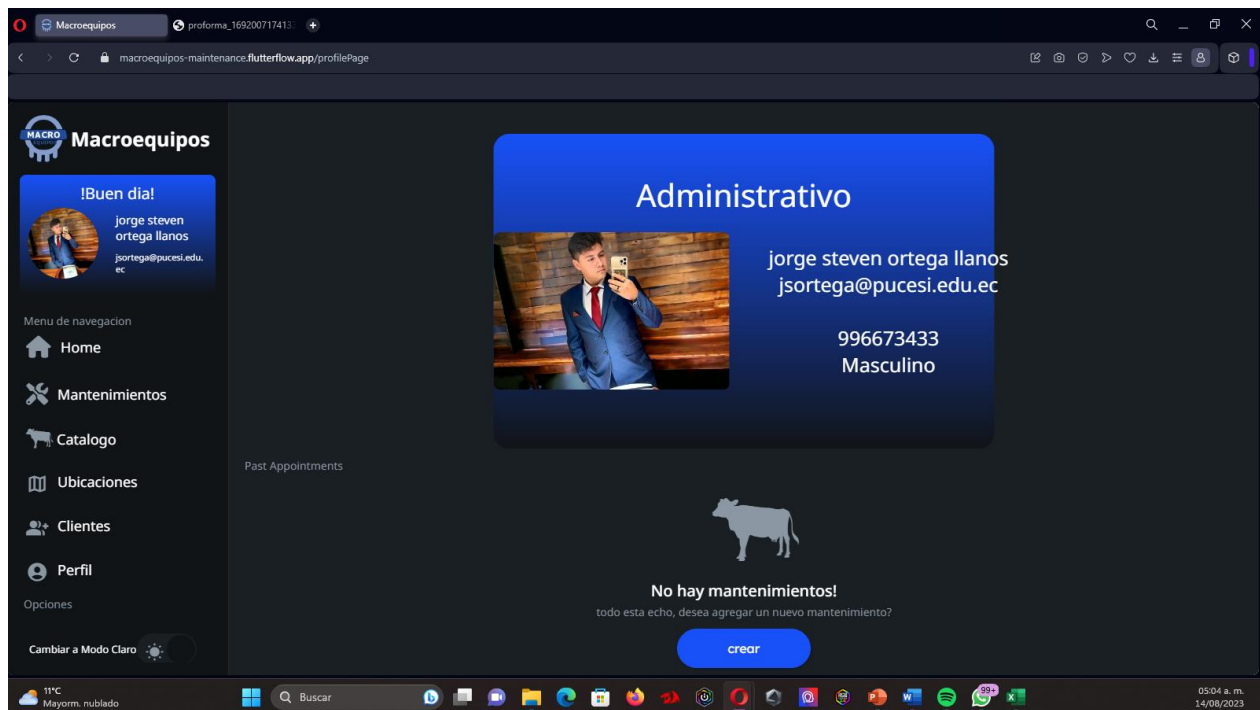 Macroequipos
proforma_169200717413
macroequipos-maintenance.flutterflow.app/profilePage
MACRO
Macroequipos
!Buen dia!
jorge steven
ortega llanos
jsortega@pucesi.edu.
ec
Menu de navegacion
Home
Mantenimientos
Catalogo
Ubicaciones
Clientes
Perfil
Opciones
Cambiar a Modo Claro
Administrativo
jorge steven ortega llanos
jsortega@pucesi.edu.ec
996673433
Masculino
Past Appointments
No hay mantenimientos!
todo esta echo, desea agregar un nuevo mantenimiento?
crear
11°C
Mayorm. nublado
Buscar
99+
05:04 a. m.
14/08/2023